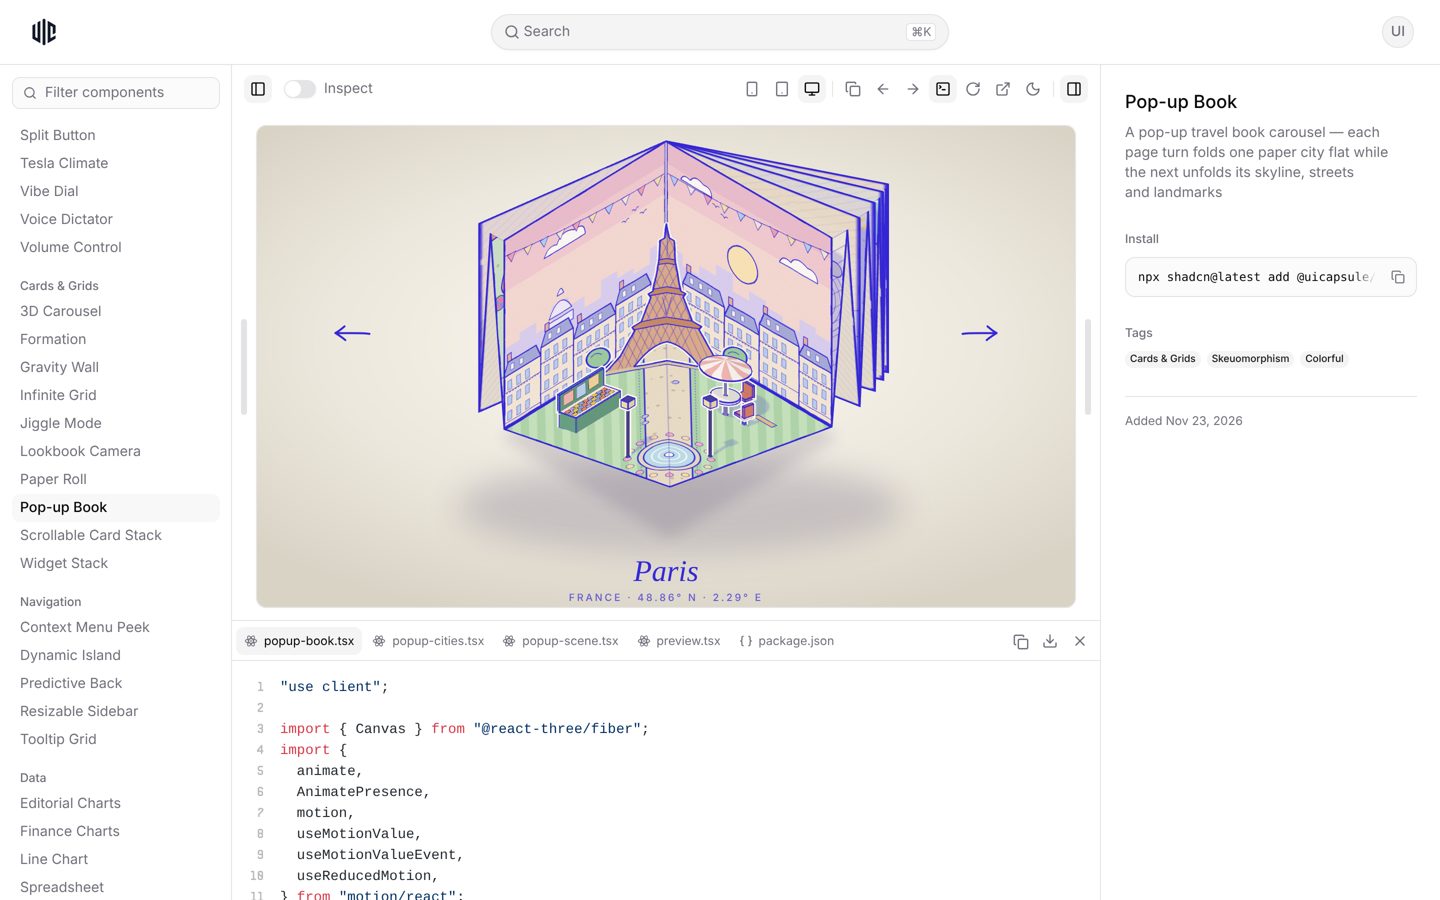 Search
⌘K
UI
Filter components
Split Button
Tesla Climate
Vibe Dial
Voice Dictator
Volume Control
Cards & Grids
3D Carousel
Formation
Gravity Wall
Infinite Grid
Jiggle Mode
Lookbook Camera
Paper Roll
Pop-up Book
Scrollable Card Stack
Widget Stack
Navigation
Context Menu Peek
Dynamic Island
Predictive Back
Resizable Sidebar
Tooltip Grid
Data
Editorial Charts
Finance Charts
Line Chart
Spreadsheet
Inspect
Paris
FRANCE · 48.86° N · 2.29° E
popup-book.tsx
popup-cities.tsx
popup-scene.tsx
preview.tsx
{ } package.json
1 "use client";
2
3 import { Canvas } from "@react-three/fiber";
4 import {
5 animate,
6 AnimatePresence,
7 motion,
8 useMotionValue,
9 useMotionValueEvent,
10 useReducedMotion,
11 } from "motion/react";
Pop-up Book
A pop-up travel book carousel — each
page turn folds one paper city flat while
the next unfolds its skyline, streets
and landmarks
Install
npx shadcn@latest add @uicapsule/
Tags
Cards & Grids
Skeuomorphism
Colorful
Added Nov 23, 2026